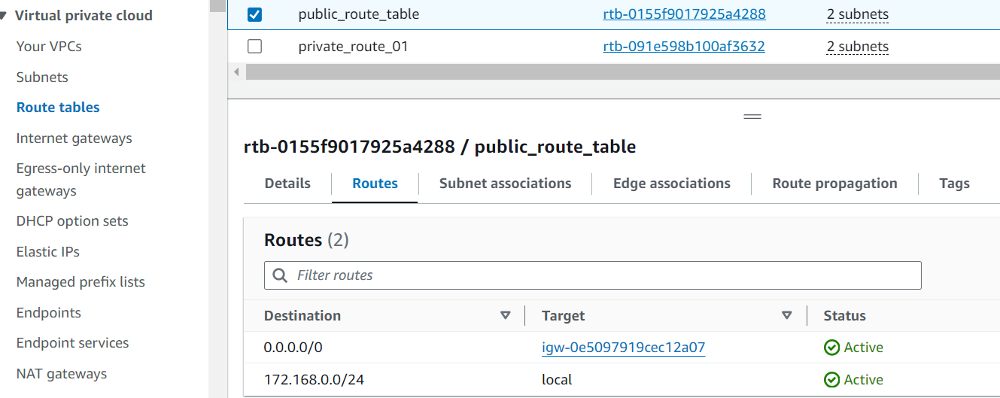 Virtual private cloud
Your VPCs
Subnets
Route tables
Internet gateways
Egress-only internet
gateways
DHCP option sets
Elastic IPs
Managed prefix lists
Endpoints
Endpoint services
NAT gateways
public_route_table rtb-0155f9017925a4288 2 subnets
private_route_01 rtb-091e598b100af3632 2 subnets
rtb-0155f9017925a4288 / public_route_table
Details Routes Subnet associations Edge associations Route propagation Tags
Routes (2)
Filter routes
Destination Target Status
0.0.0.0/0 igw-0e5097919cec12a07 Active
172.168.0.0/24 local Active